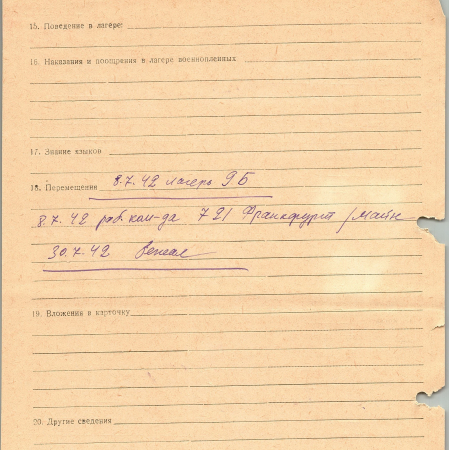 15. Поведение в лагере:
16. Наказания и поощрения в лагере военнопленных
17. Знание языков
18. Перемещения 8.7.42 лагерь 9Б
8.7.42 раб. ком-да 721 Франкфурт /Майн
30.7.42 бежал
19. Вложения в карточку
20. Другие сведения